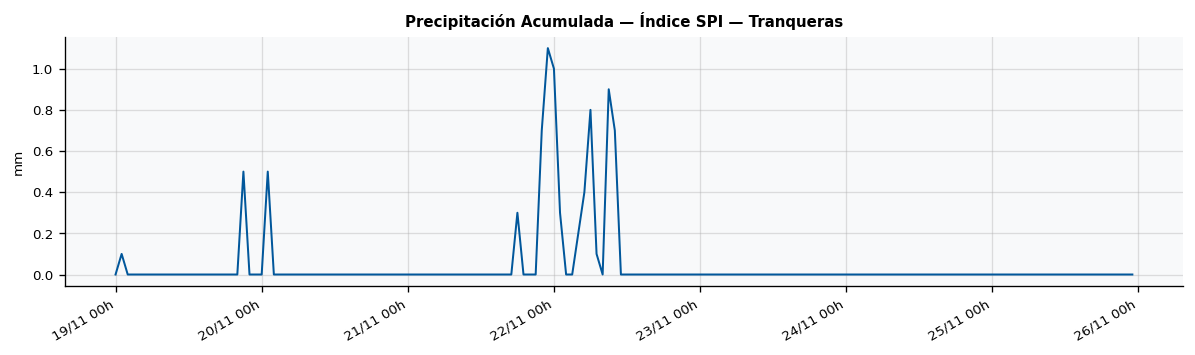 Precipitación Acumulada — Índice SPI — Tranqueras
1.0
0.8
0.6
0.4
0.2
0.0
mm
19/11 00h
20/11 00h
21/11 00h
22/11 00h
23/11 00h
24/11 00h
25/11 00h
26/11 00h